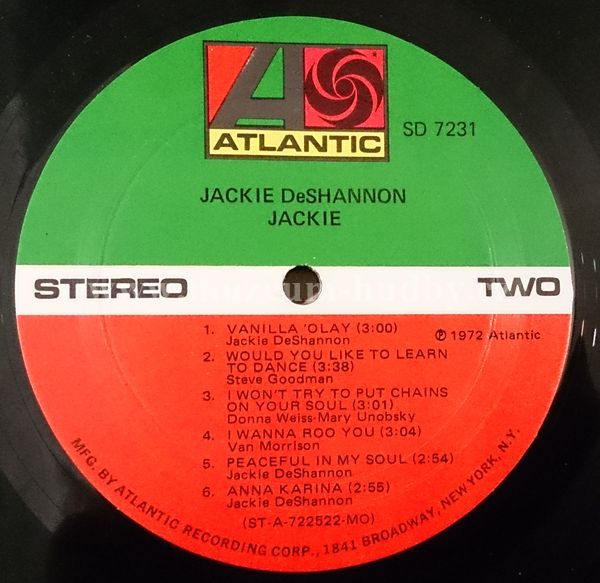 ATLANTIC
SD 7231
JACKIE DeSHANNON
JACKIE
STEREO
TWO
1. VANILLA 'OLAY (3:00)
Jackie DeShannon
℗ 1972 Atlantic
2. WOULD YOU LIKE TO LEARN
TO DANCE (3:38)
Steve Goodman
3. I WON'T TRY TO PUT CHAINS
ON YOUR SOUL (3:01)
Donna Weiss-Mary Unobsky
4. I WANNA ROO YOU (3:04)
Van Morrison
5. PEACEFUL IN MY SOUL (2:54)
Jackie DeShannon
6. ANNA KARINA (2:55)
Jackie DeShannon
(ST-A-722522-MO)
MFG. BY ATLANTIC RECORDING CORP., 1841 BROADWAY, NEW YORK, N.Y.